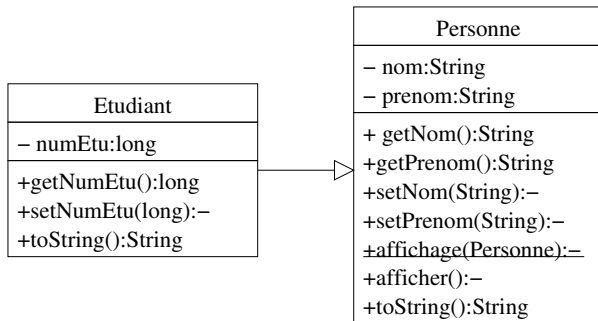 Personne
– nom:String
– prenom:String
+ getNom():String
+getPrenom():String
+setNom(String):–
+setPrenom(String):–
+affichage(Personne):–
+afficher():–
+toString():String
Etudiant
– numEtu:long
+getNumEtu():long
+setNumEtu(long):–
+toString():String